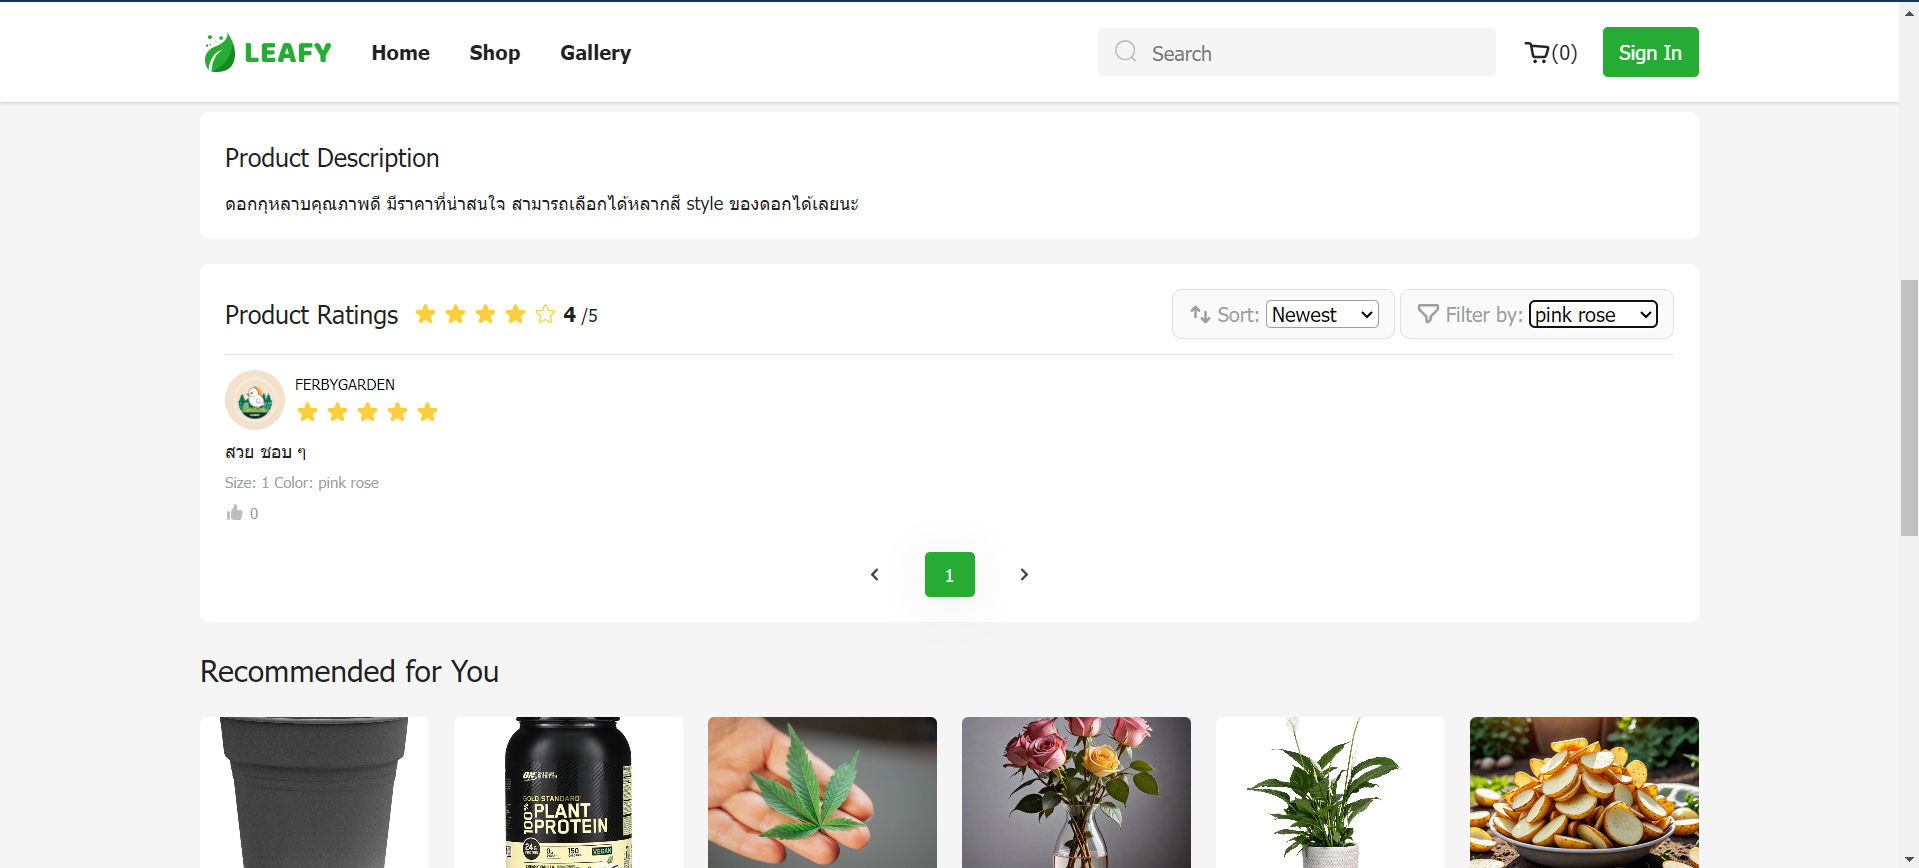 LEAFY Home Shop Gallery Search (0) Sign In
Product Description
ดอกกุหลาบคุณภาพดี มีราคาที่น่าสนใจ สามารถเลือกได้หลากสี style ของดอกได้เลยนะ
Product Ratings 4 /5 Sort: Newest Filter by: pink rose
FERBYGARDEN
สวย ชอบ ๆ
Size: 1 Color: pink rose
0
1
Recommended for You
GOLD STANDARD
100% PLANT
PROTEIN